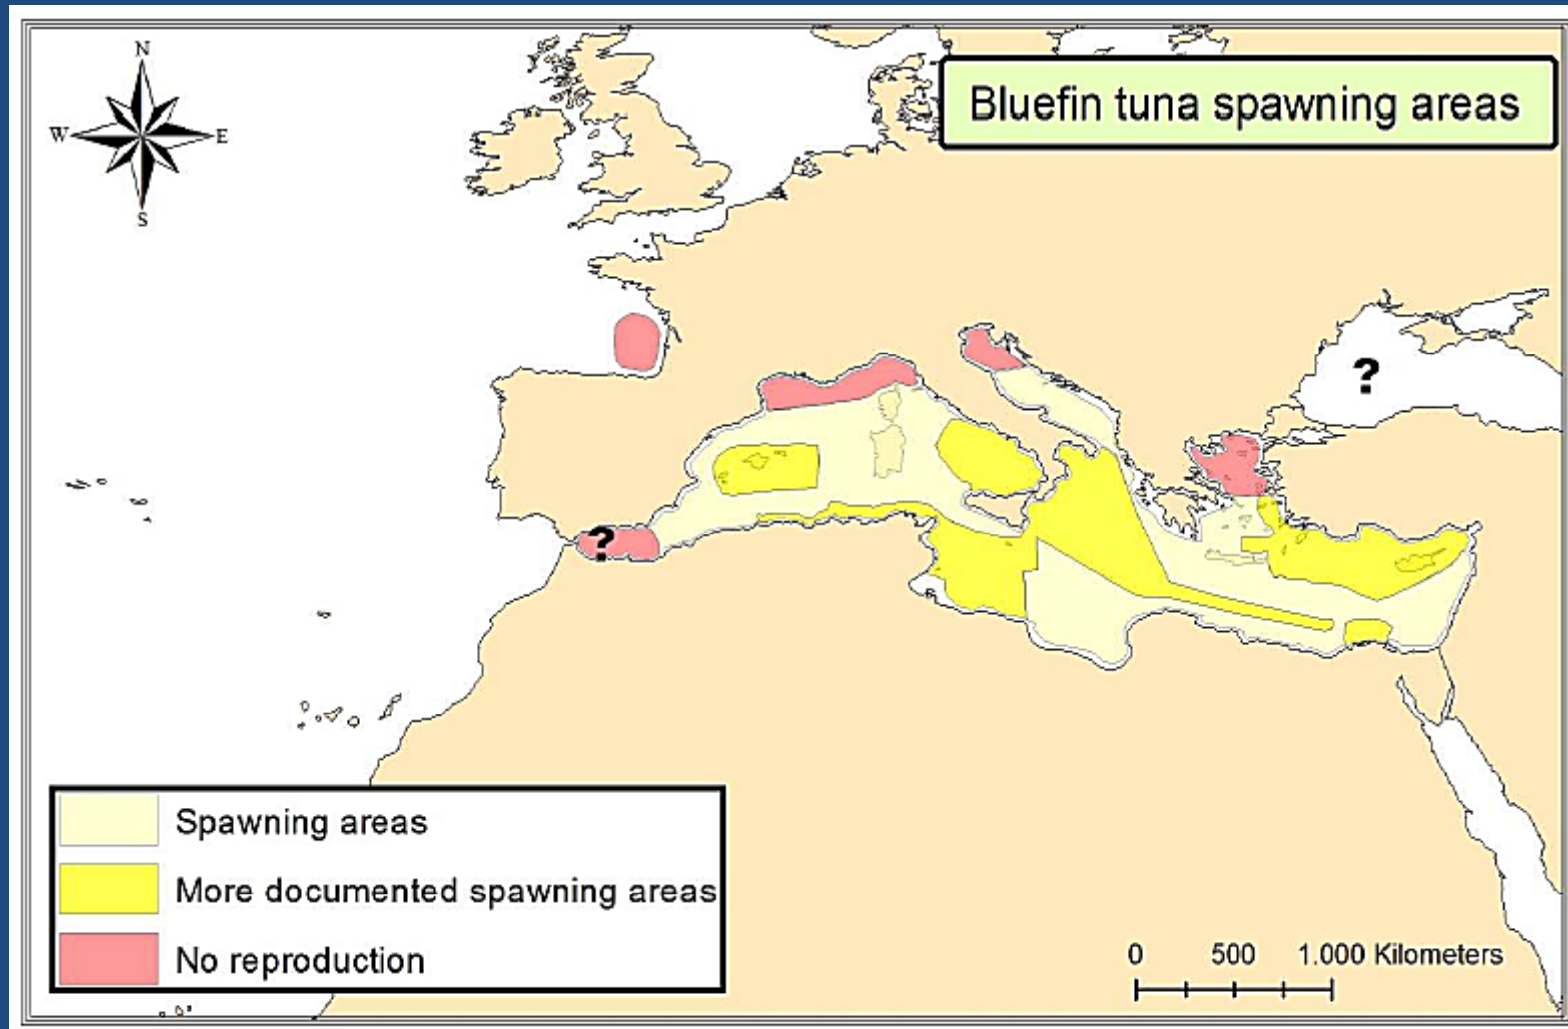 N
W
E
S
Bluefin tuna spawning areas
?
?
Spawning areas
More documented spawning areas
No reproduction
0 500 1.000 Kilometers